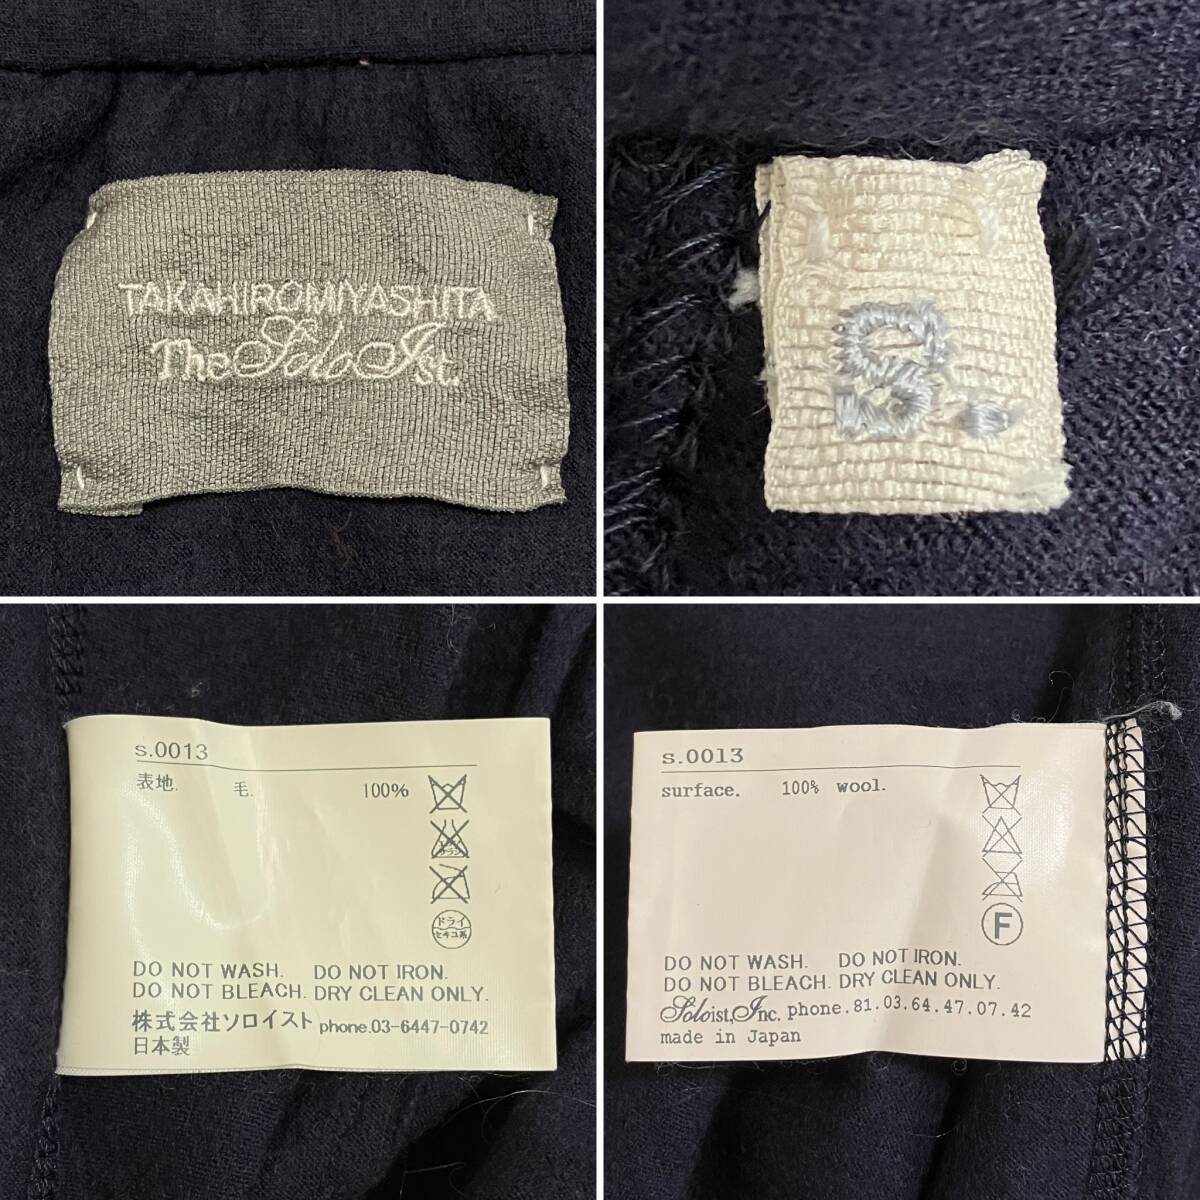 TAKAHIROMIYASHITA
TheSoloIst.
s.
s.0013
表地. 毛. 100%
ドライ
セキユ系
DO NOT WASH. DO NOT IRON.
DO NOT BLEACH. DRY CLEAN ONLY.
株式会社ソロイスト phone.03-6447-0742
日本製
s.0013
surface. 100% wool.
F
DO NOT WASH. DO NOT IRON.
DO NOT BLEACH. DRY CLEAN ONLY.
Soloist,Inc. phone.81.03.64.47.07.42
made in Japan